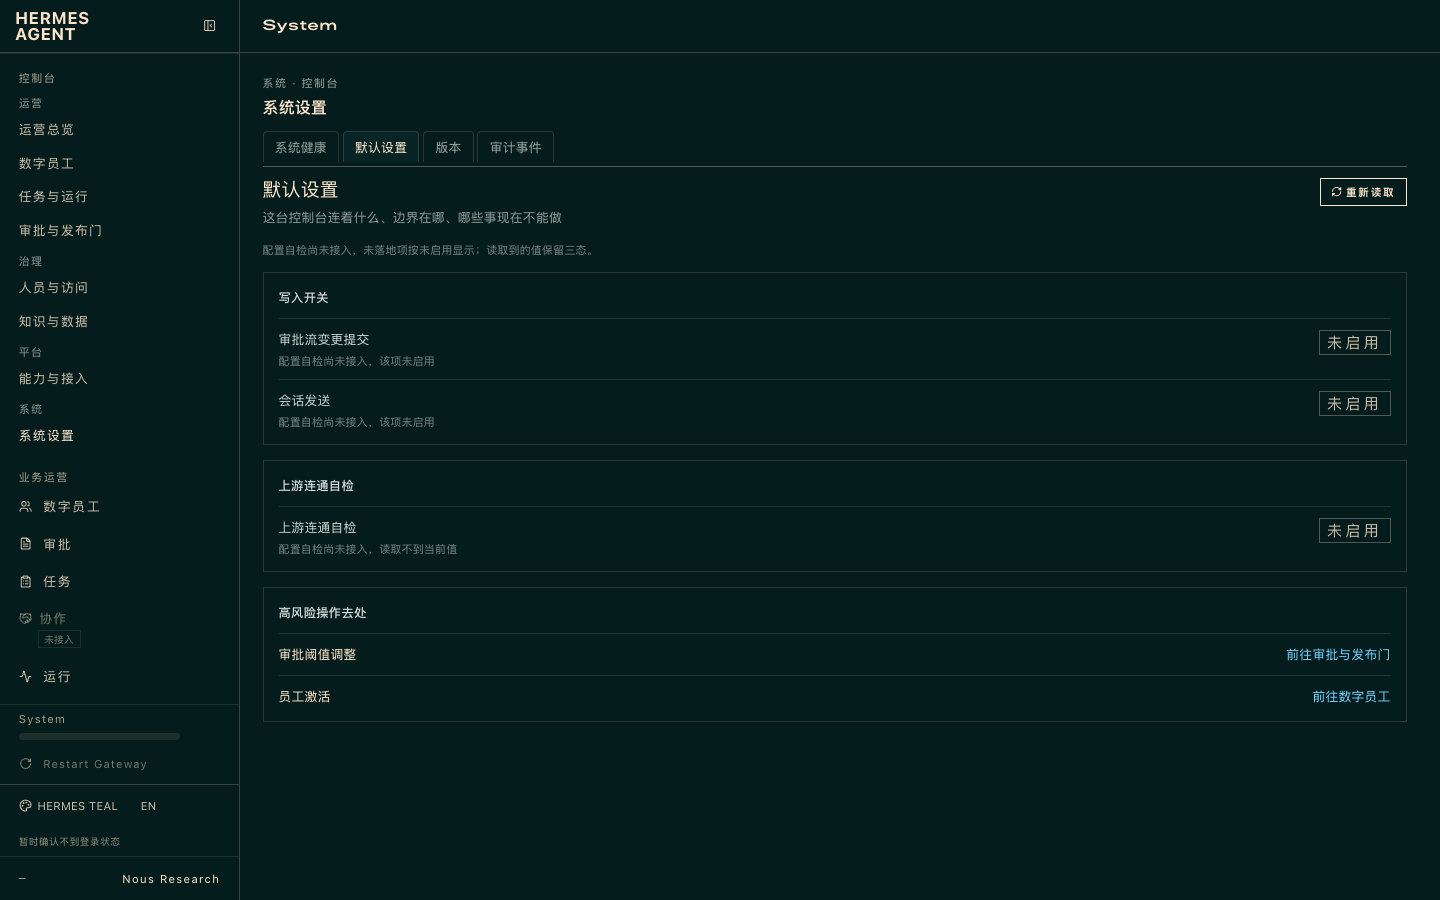 HERMES
AGENT
控制台
运营
运营总览
数字员工
任务与运行
审批与发布门
治理
人员与访问
知识与数据
平台
能力与接入
系统
系统设置
业务运营
数字员工
审批
任务
协作
未接入
运行
System
Restart Gateway
HERMES TEAL EN
暂时确认不到登录状态
– Nous Research
System
系统 · 控制台
系统设置
系统健康 默认设置 版本 审计事件
默认设置
重新读取
这台控制台连着什么、边界在哪、哪些事现在不能做
配置自检尚未接入，未落地项按未启用显示；读取到的值保留三态。
写入开关
审批流变更提交
未启用
配置自检尚未接入，该项未启用
会话发送
未启用
配置自检尚未接入，该项未启用
上游连通自检
上游连通自检
未启用
配置自检尚未接入，读取不到当前值
高风险操作去处
审批阈值调整 前往审批与发布门
员工激活 前往数字员工